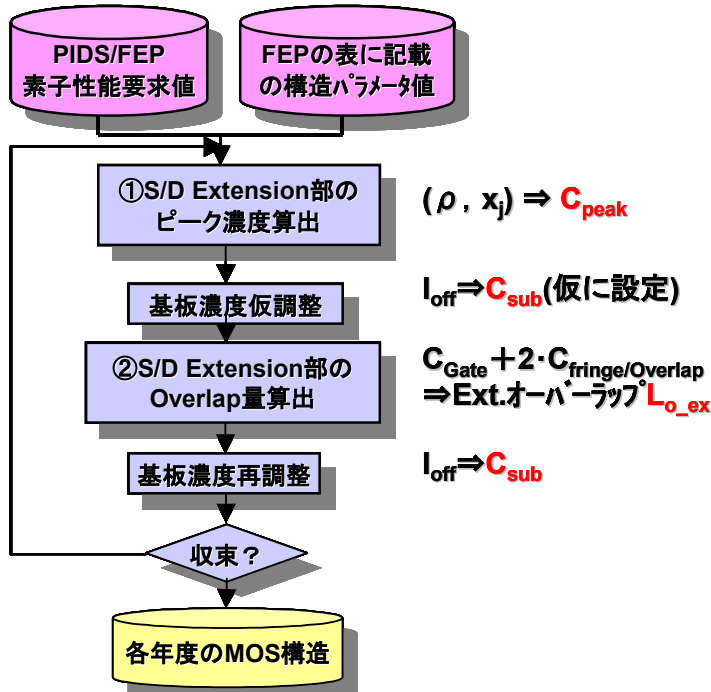 PIDS/FEP
素子性能要求値
FEPの表に記載
の構造ﾊﾟﾗﾒｰﾀ値
①S/D Extension部の
ピーク濃度算出
(ρ, xj) ⇒ Cpeak
基板濃度仮調整
Ioff⇒Csub(仮に設定)
②S/D Extension部の
Overlap量算出
CGate＋2·Cfringe/Overlap
⇒Ext.ｵｰﾊﾞｰﾗｯﾌﾟLo_ex
基板濃度再調整
Ioff⇒Csub
収束？
各年度のMOS構造